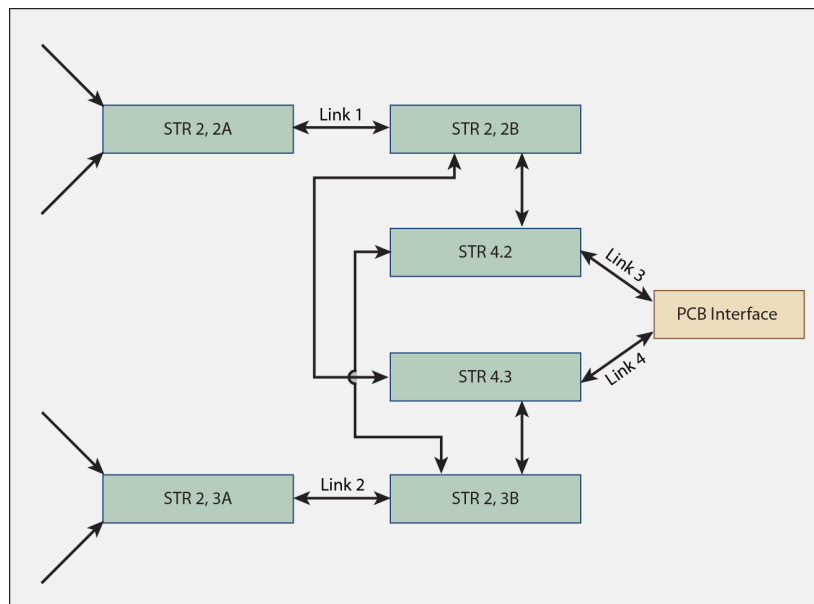 STR 2, 2A
Link 1
STR 2, 2B
STR 4.2
Link 3
PCB Interface
STR 4.3
Link 4
STR 2, 3A
Link 2
STR 2, 3B